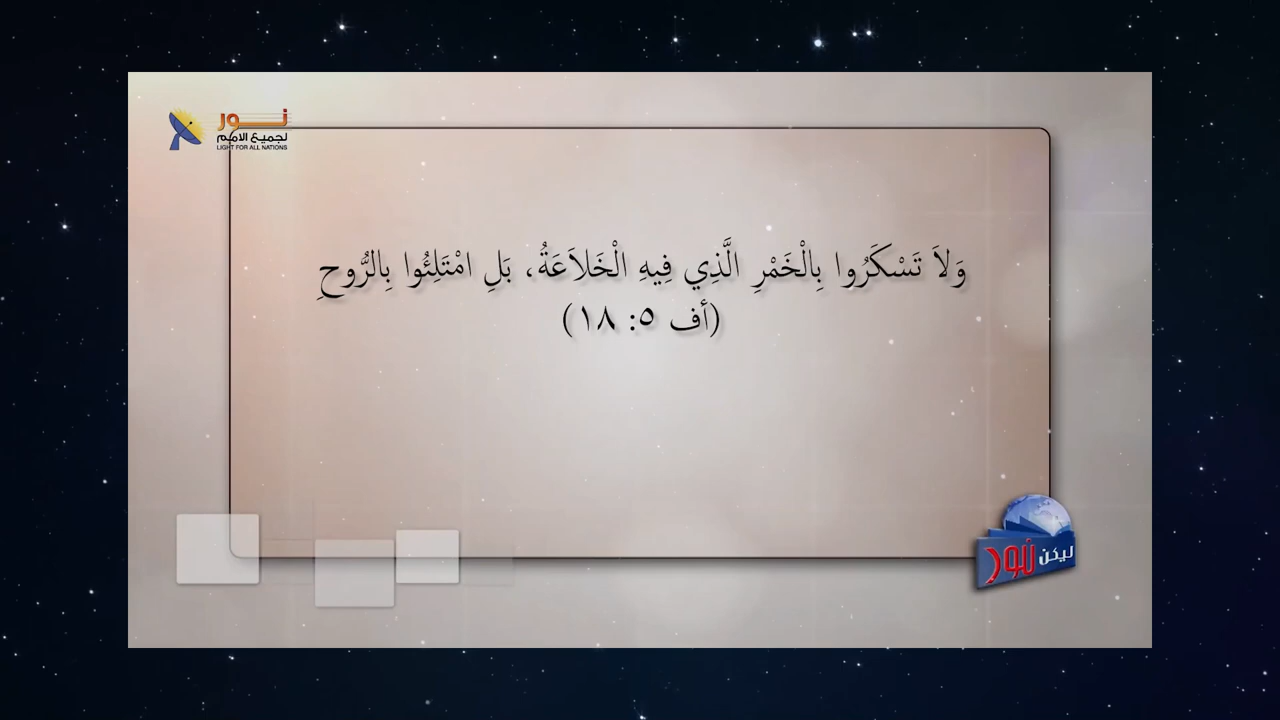 نور
لجميع الامم
LIGHT FOR ALL NATIONS
وَلاَ تَسْكَرُوا بِالْخَمْرِ الَّذِي فِيهِ الْخَلاَعَةُ، بَلِ امْتَلِئُوا بِالرُّوحِ
(أف ٥: ١٨)
ليكن نور